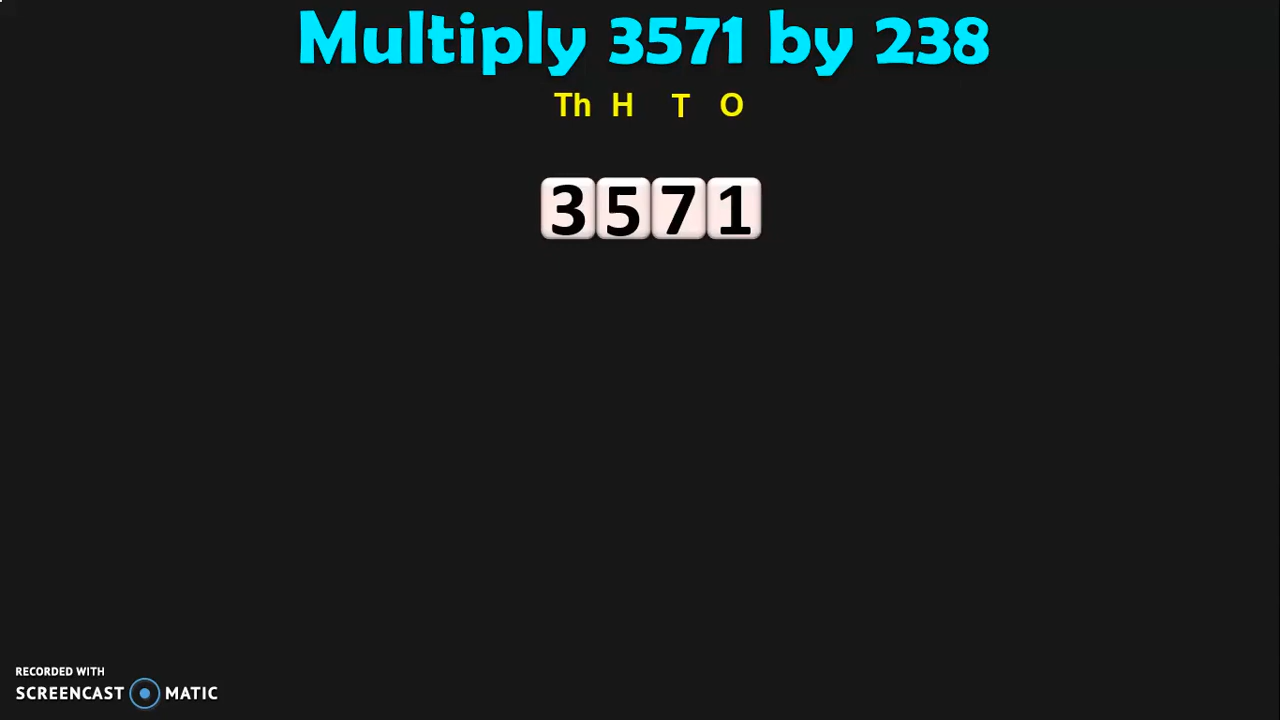 Multiply 3571 by 238
Th H T O
3571
RECORDED WITH
SCREENCAST MATIC